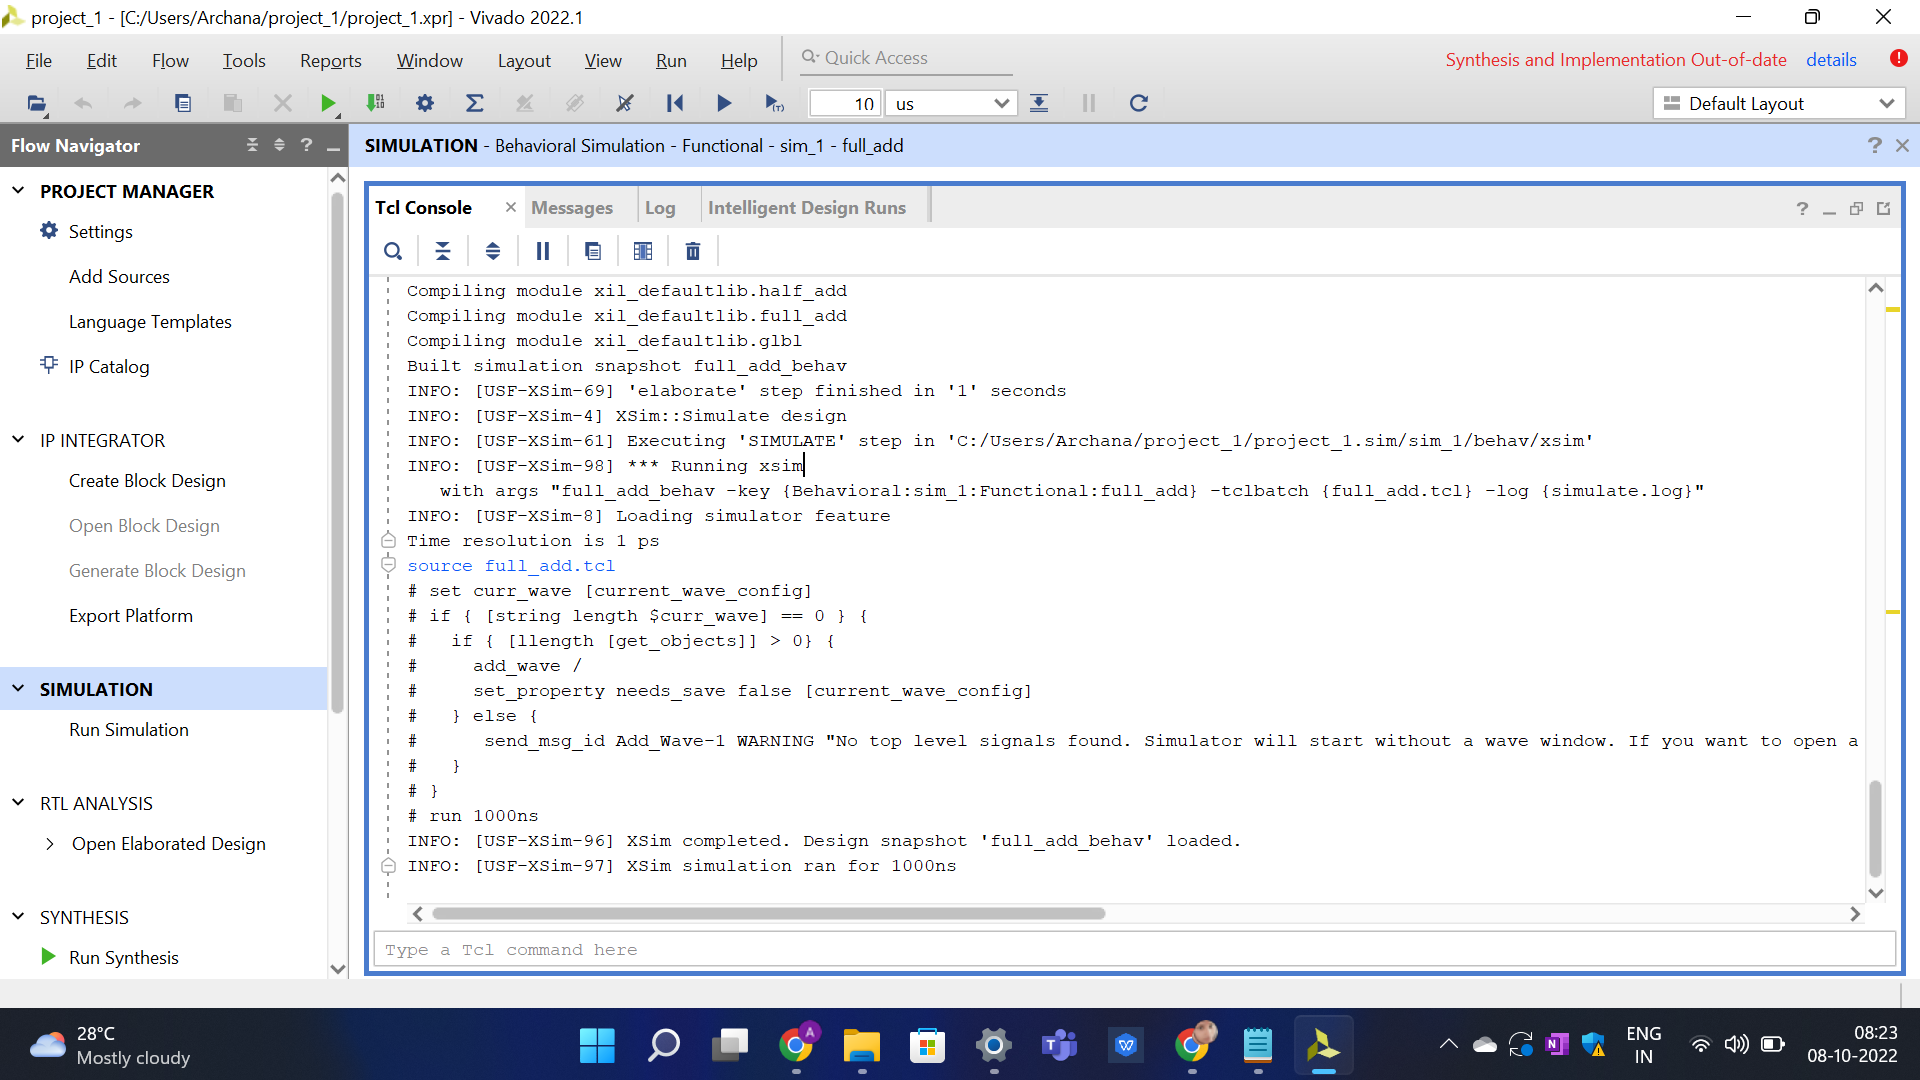 project_1 - [C:/Users/Archana/project_1/project_1.xpr] - Vivado 2022.1
File Edit Flow Tools Reports Window Layout View Run Help Quick Access
Synthesis and Implementation Out-of-date details
10 us
Default Layout
Flow Navigator
SIMULATION - Behavioral Simulation - Functional - sim_1 - full_add
PROJECT MANAGER
Settings
Add Sources
Language Templates
IP Catalog
IP INTEGRATOR
Create Block Design
Open Block Design
Generate Block Design
Export Platform
SIMULATION
Run Simulation
RTL ANALYSIS
Open Elaborated Design
SYNTHESIS
Run Synthesis
Tcl Console Messages Log Intelligent Design Runs
Compiling module xil_defaultlib.half_add
Compiling module xil_defaultlib.full_add
Compiling module xil_defaultlib.glbl
Built simulation snapshot full_add_behav
INFO: [USF-XSim-69] 'elaborate' step finished in '1' seconds
INFO: [USF-XSim-4] XSim::Simulate design
INFO: [USF-XSim-61] Executing 'SIMULATE' step in 'C:/Users/Archana/project_1/project_1.sim/sim_1/behav/xsim'
INFO: [USF-XSim-98] *** Running xsim
with args "full_add_behav -key {Behavioral:sim_1:Functional:full_add} -tclbatch {full_add.tcl} -log {simulate.log}"
INFO: [USF-XSim-8] Loading simulator feature
Time resolution is 1 ps
source full_add.tcl
# set curr_wave [current_wave_config]
# if { [string length $curr_wave] == 0 } {
#   if { [llength [get_objects]] > 0} {
#     add_wave /
#     set_property needs_save false [current_wave_config]
#   } else {
#      send_msg_id Add_Wave-1 WARNING "No top level signals found. Simulator will start without a wave window. If you want to open a
#   }
# }
# run 1000ns
INFO: [USF-XSim-96] XSim completed. Design snapshot 'full_add_behav' loaded.
INFO: [USF-XSim-97] XSim simulation ran for 1000ns
Type a Tcl command here
28°C
Mostly cloudy
ENG
IN
08:23
08-10-2022